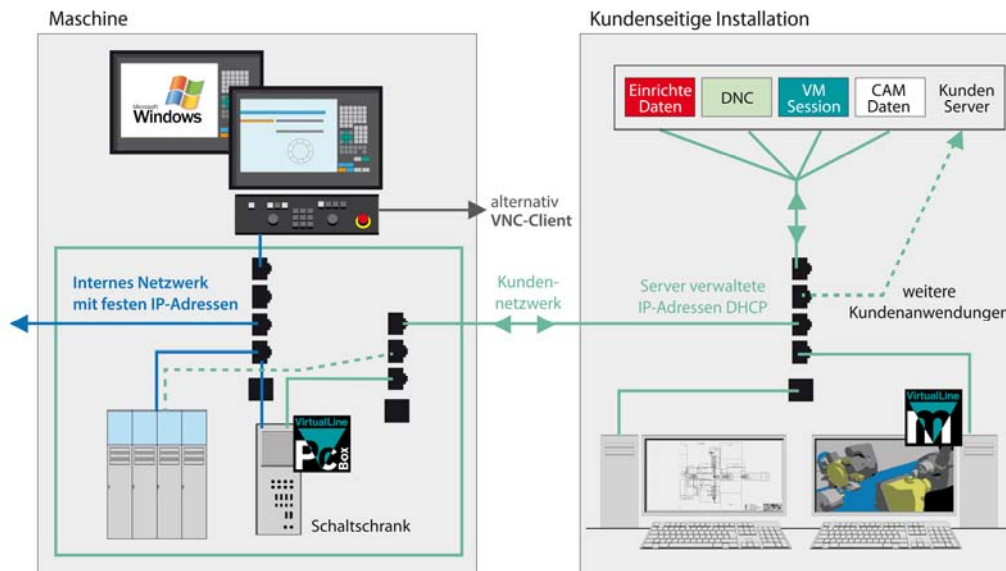 Maschine
Kundenseitige Installation
Microsoft
Windows
Einrichte
Daten
DNC
VM
Session
CAM
Daten
Kunden
Server
alternativ
VNC-Client
Internes Netzwerk
mit festen IP-Adressen
Kunden-
netzwerk
Server verwaltete
IP-Adressen DHCP
weitere
Kundenanwendungen
VirtualLine
Pc
Box
VirtualLine
M
Schaltschrank